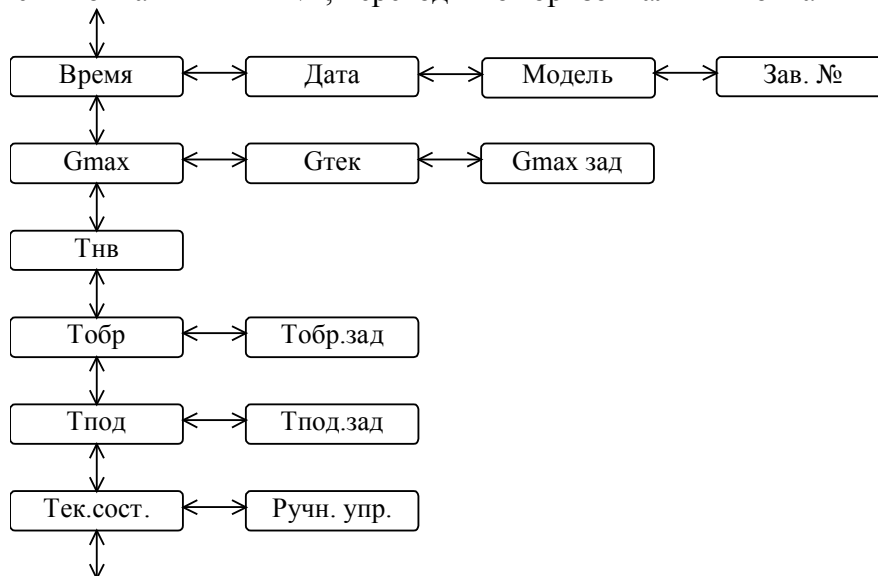 Время Дата Модель Зав. №
Gmax Gтек Gmax зад
Тнв
Тобр Тобр.зад
Тпод Тпод.зад
Тек.сост. Ручн. упр.